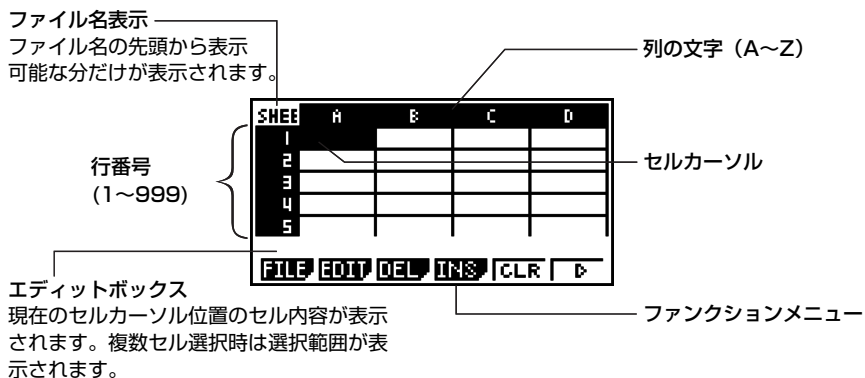 ファイル名表示
ファイル名の先頭から表示
可能な分だけが表示されます。
列の文字（A～Z）
SHEE A B C D
1
2
3
4
5
セルカーソル
行番号
(1～999)
FILE EDIT DEL INS CLR ▷
エディットボックス
現在のセルカーソル位置のセル内容が表示
されます。複数セル選択時は選択範囲が表
示されます。
ファンクションメニュー